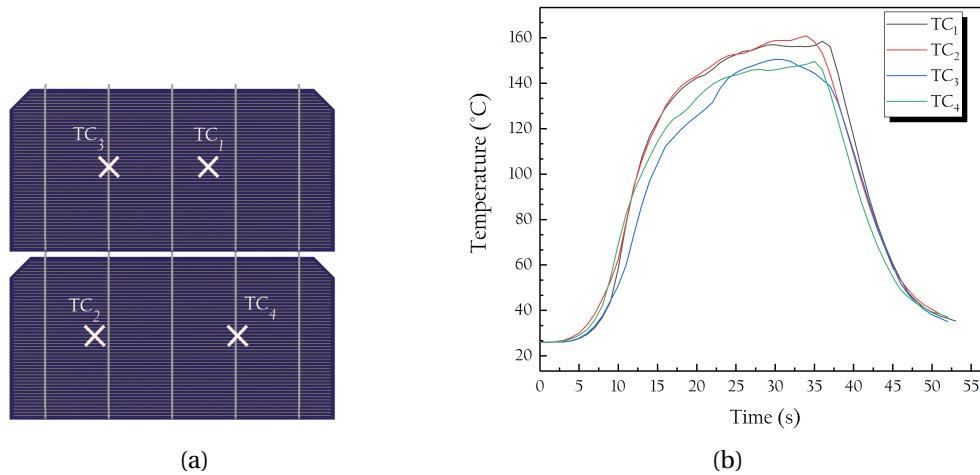 TC3
TC1
TC2
TC4
(a)
Temperature (°C)
160
140
120
100
80
60
40
20
0 5 10 15 20 25 30 35 40 45 50 55
Time (s)
TC1
TC2
TC3
TC4
(b)